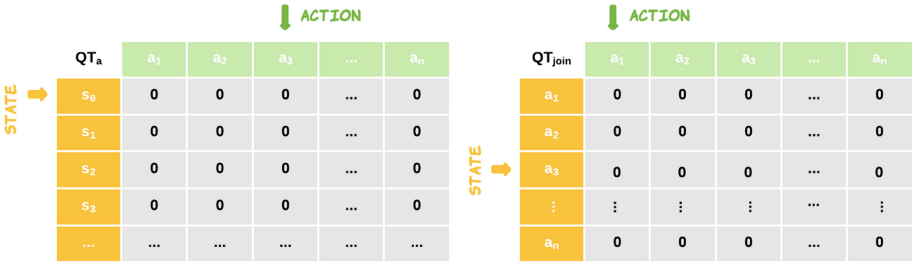 ACTION
QTₐ a₁ a₂ a₃ ... aₙ
STATE
s₀ 0 0 0 ... 0
s₁ 0 0 0 ... 0
s₂ 0 0 0 ... 0
s₃ 0 0 0 ... 0
... ... ... ... ... ...
ACTION
QTjoin a₁ a₂ a₃ ... aₙ
STATE
a₁ 0 0 0 ... 0
a₂ 0 0 0 ... 0
a₃ 0 0 0 ... 0
⋮ ⋮ ⋮ ⋮ ... ⋮
aₙ 0 0 0 ... 0